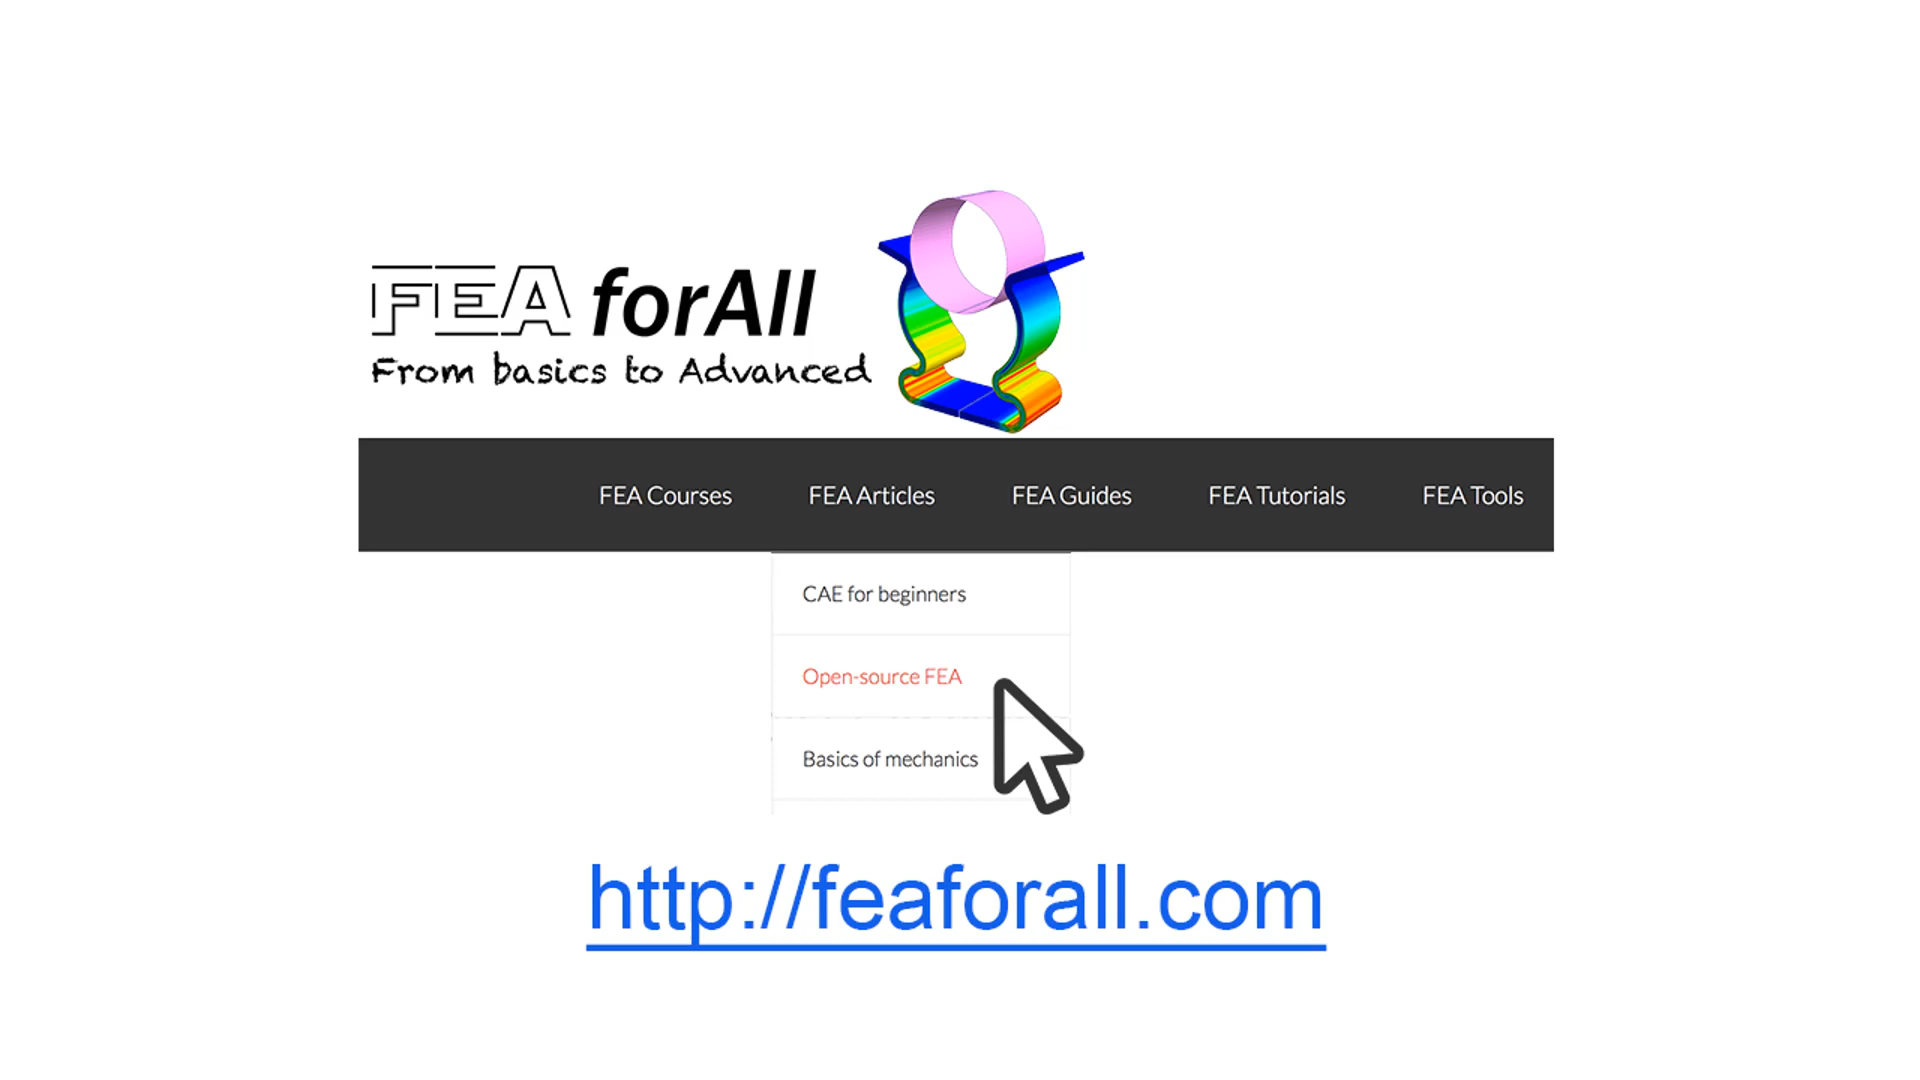 FEA forAll
From basics to Advanced
FEA Courses FEA Articles FEA Guides FEA Tutorials FEA Tools
CAE for beginners
Open-source FEA
Basics of mechanics
http://feaforall.com